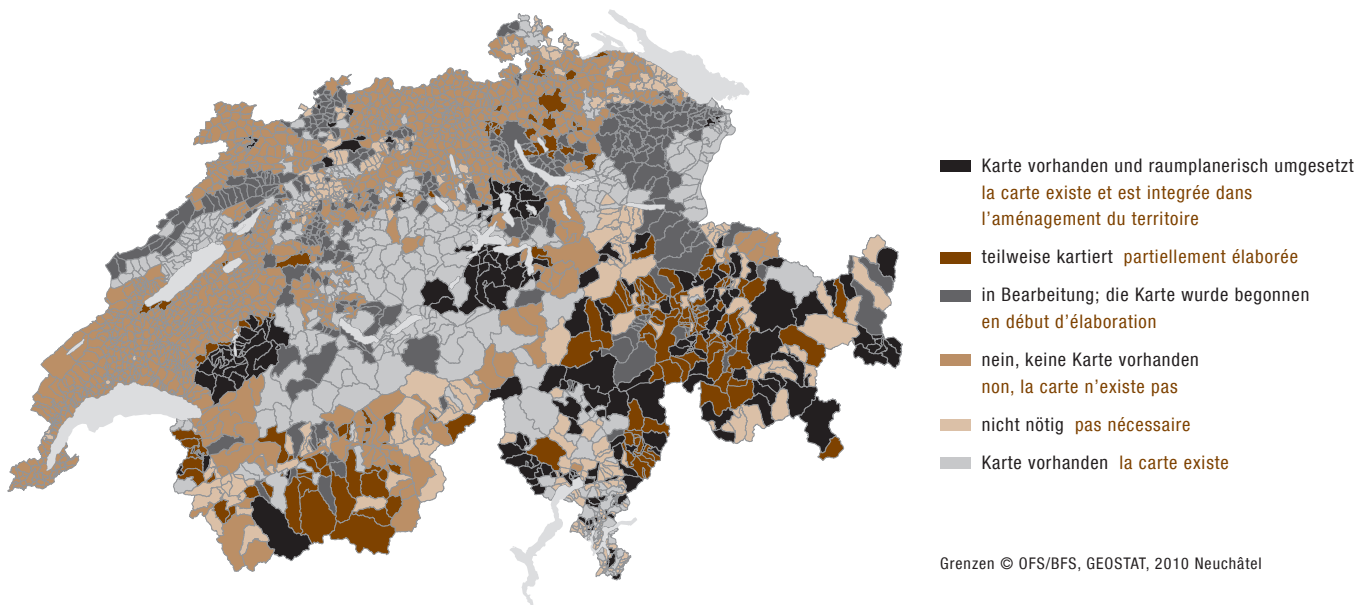 Karte vorhanden und raumplanerisch umgesetzt
la carte existe et est integrée dans
l’aménagement du territoire
teilweise kartiert partiellement élaborée
in Bearbeitung; die Karte wurde begonnen
en début d’élaboration
nein, keine Karte vorhanden
non, la carte n’existe pas
nicht nötig pas nécessaire
Karte vorhanden la carte existe
Grenzen © OFS/BFS, GEOSTAT, 2010 Neuchâtel